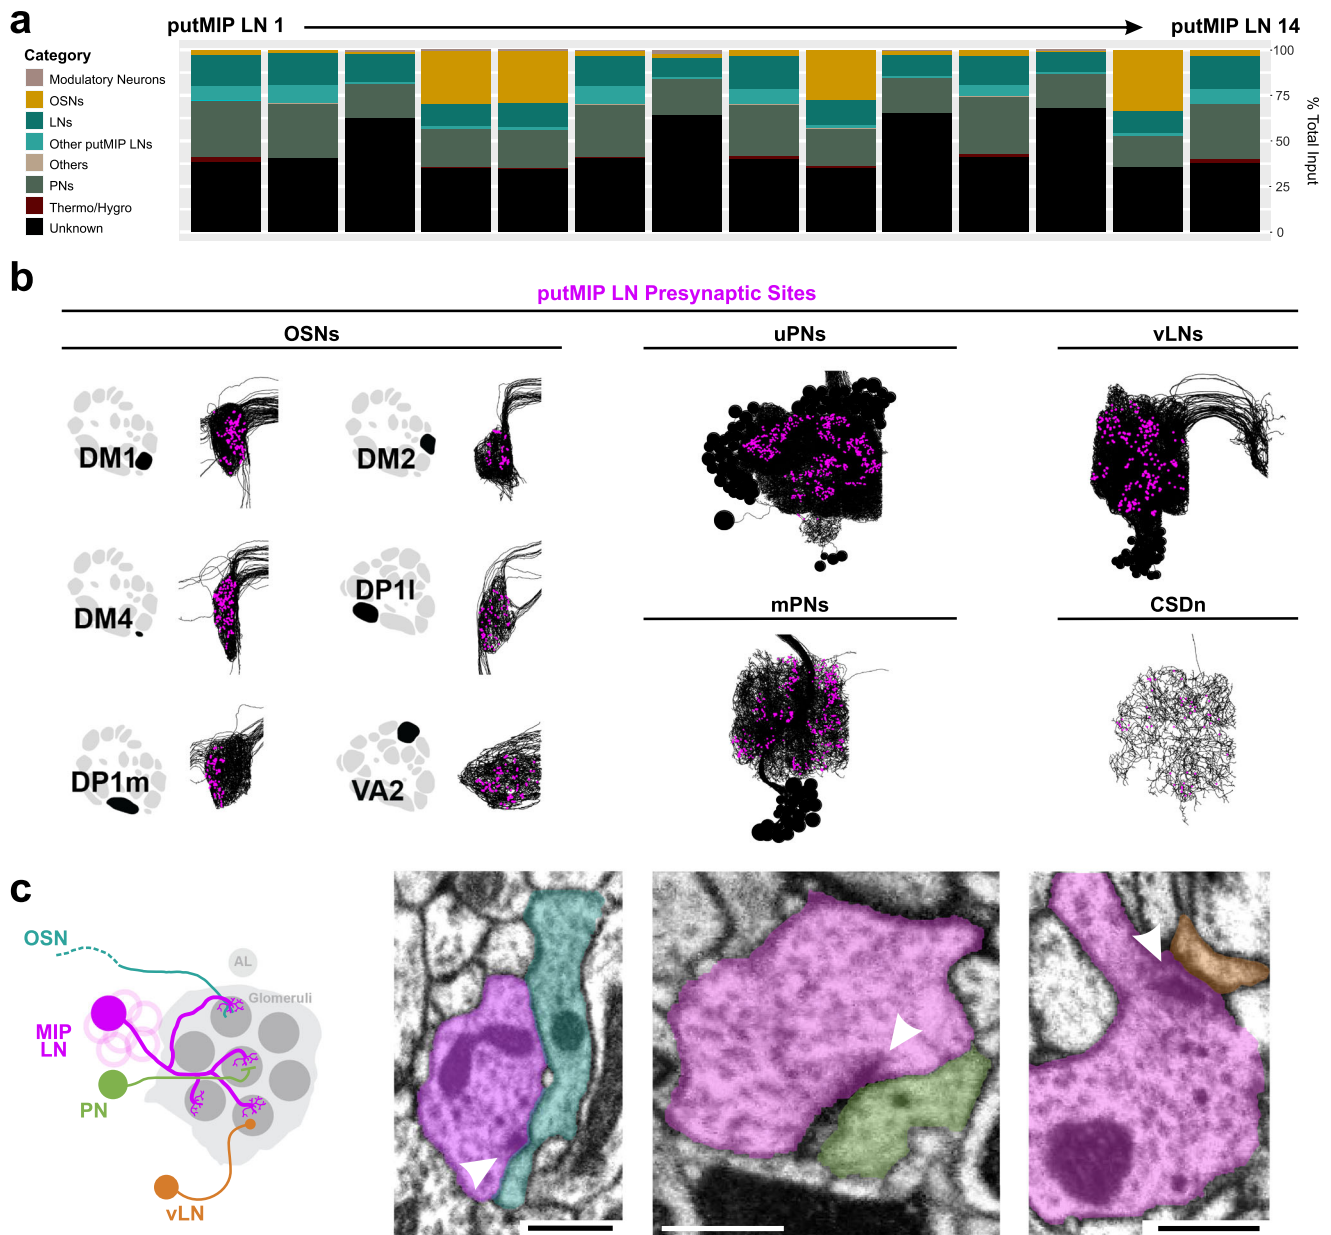 a
putMIP LN 1
putMIP LN 14
Category
Modulatory Neurons
OSNs
LNs
Other putMIP LNs
Others
PNs
Thermo/Hygro
Unknown
100
75
50
25
0
% Total Input
b
putMIP LN Presynaptic Sites
OSNs
uPNs
vLNs
DM1
DM2
DM4
DP1l
mPNs
CSDn
DP1m
VA2
c
OSN
AL
Glomeruli
MIP
LN
PN
vLN